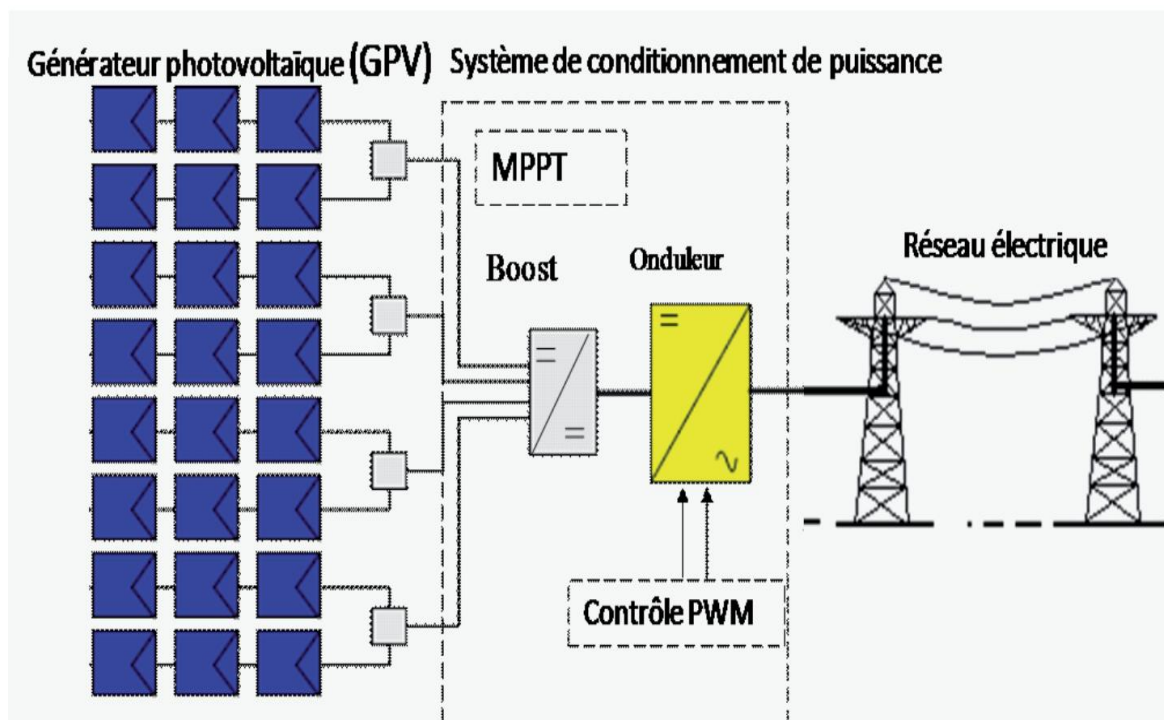 Générateur photovoltaïque (GPV)
Système de conditionnement de puissance
MPPT
Boost
Onduleur
Réseau électrique
Contrôle PWM